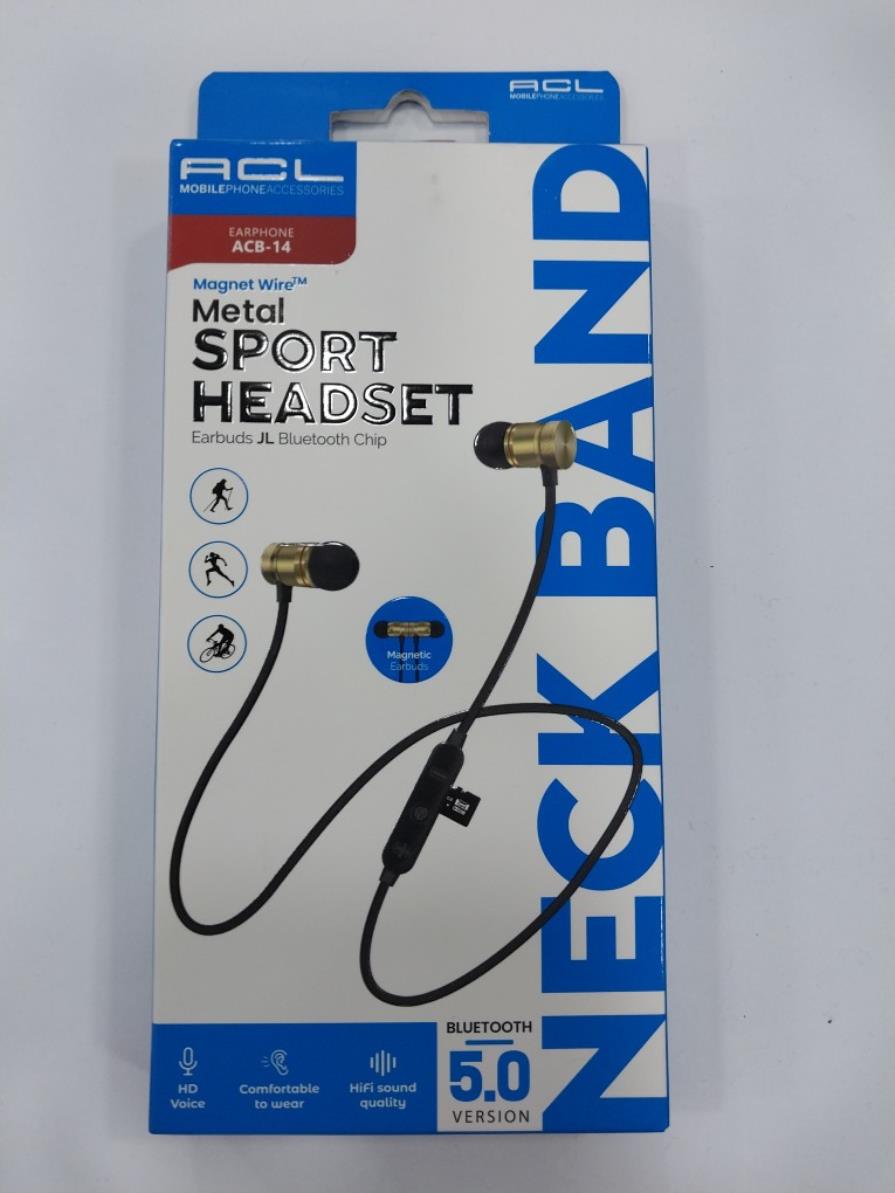 ACL
MOBILEPHONEACCESSORIES
ACL
MOBILEPHONEACCESSORIES
EARPHONE
ACB-14
Magnet Wire™
Metal
SPORT
HEADSET
Earbuds JL Bluetooth Chip
NECK BAND
Magnetic
Earbuds
HD
Voice
Comfortable
to wear
HiFi sound
quality
BLUETOOTH
5.0
VERSION